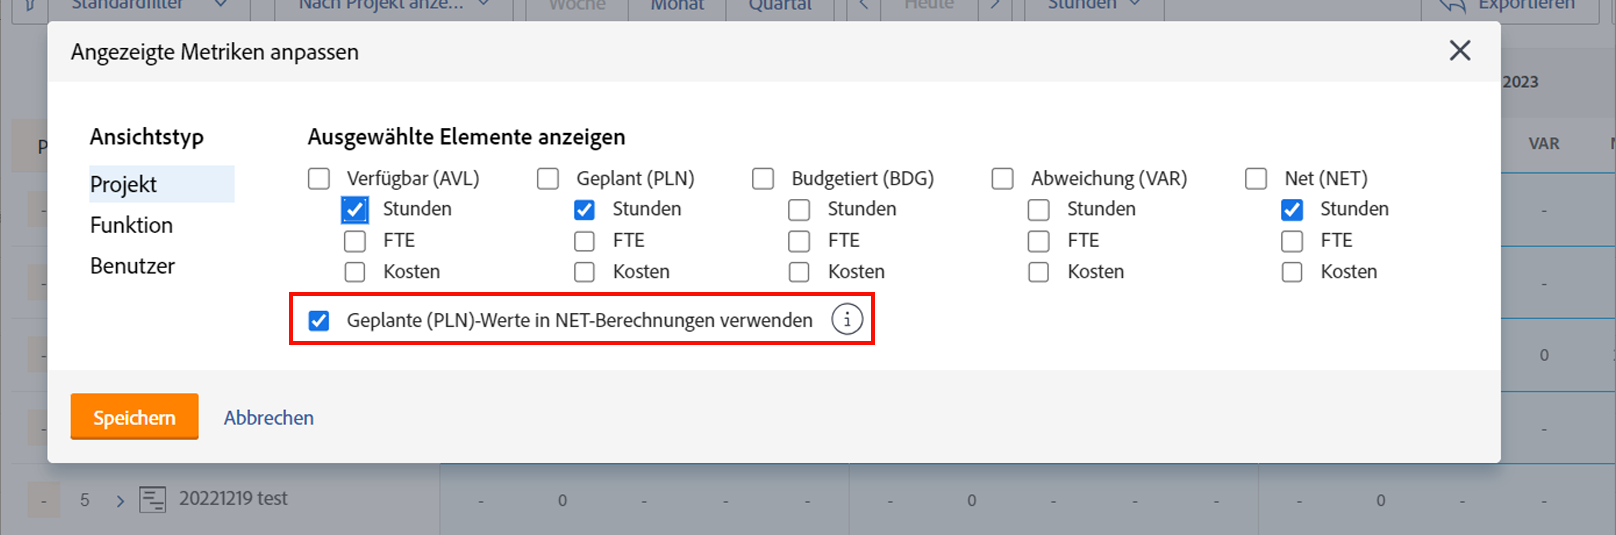 Standardfilter Nach Projekt anze... Woche Monat Quartal Heute Stunden Exportieren
Angezeigte Metriken anpassen
2023
Ansichtstyp Ausgewählte Elemente anzeigen
P VAR
Projekt Verfügbar (AVL) Geplant (PLN) Budgetiert (BDG) Abweichung (VAR) Net (NET)
- Stunden Stunden Stunden Stunden Stunden -
Funktion FTE FTE FTE FTE FTE
Benutzer Kosten Kosten Kosten Kosten Kosten
- -
Geplante (PLN)-Werte in NET-Berechnungen verwenden i
- 0
Speichern Abbrechen
- -
- 5 20221219 test - 0 - - - 0 - - - 0 - -